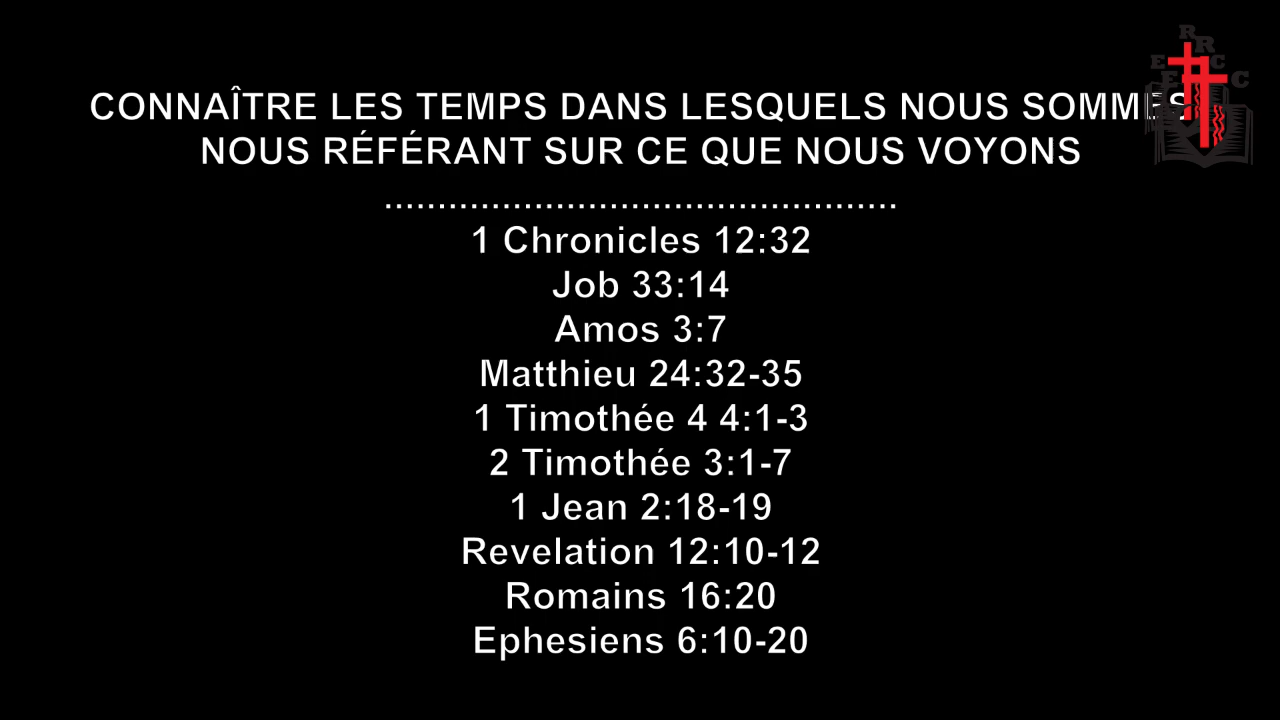 CONNAÎTRE LES TEMPS DANS LESQUELS NOUS SOMMES
NOUS RÉFÉRANT SUR CE QUE NOUS VOYONS
................................................
1 Chronicles 12:32
Job 33:14
Amos 3:7
Matthieu 24:32-35
1 Timothée 4 4:1-3
2 Timothée 3:1-7
1 Jean 2:18-19
Revelation 12:10-12
Romains 16:20
Ephesiens 6:10-20